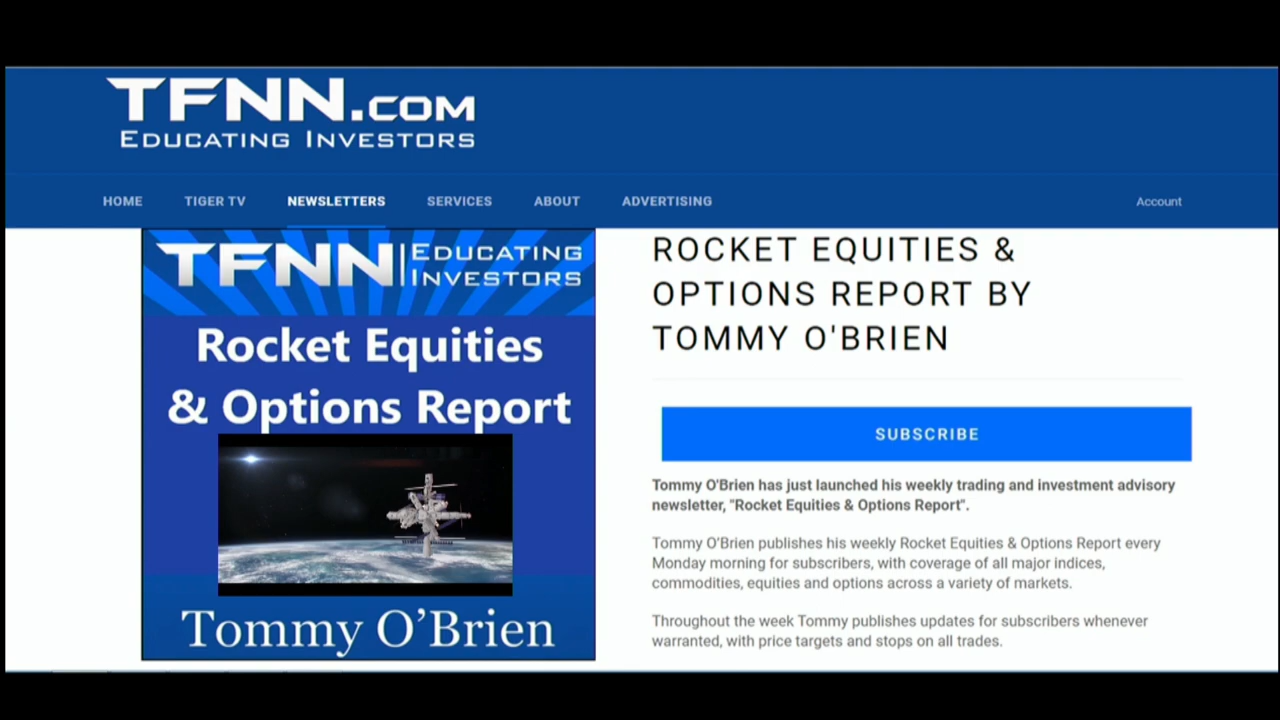 TFNN.COM
EDUCATING INVESTORS
HOME TIGER TV NEWSLETTERS SERVICES ABOUT ADVERTISING Account
TFNN EDUCATING
INVESTORS
Rocket Equities
& Options Report
Tommy O’Brien
ROCKET EQUITIES &
OPTIONS REPORT BY
TOMMY O'BRIEN
SUBSCRIBE
Tommy O'Brien has just launched his weekly trading and investment advisory
newsletter, "Rocket Equities & Options Report".
Tommy O'Brien publishes his weekly Rocket Equities & Options Report every
Monday morning for subscribers, with coverage of all major indices,
commodities, equities and options across a variety of markets.
Throughout the week Tommy publishes updates for subscribers whenever
warranted, with price targets and stops on all trades.